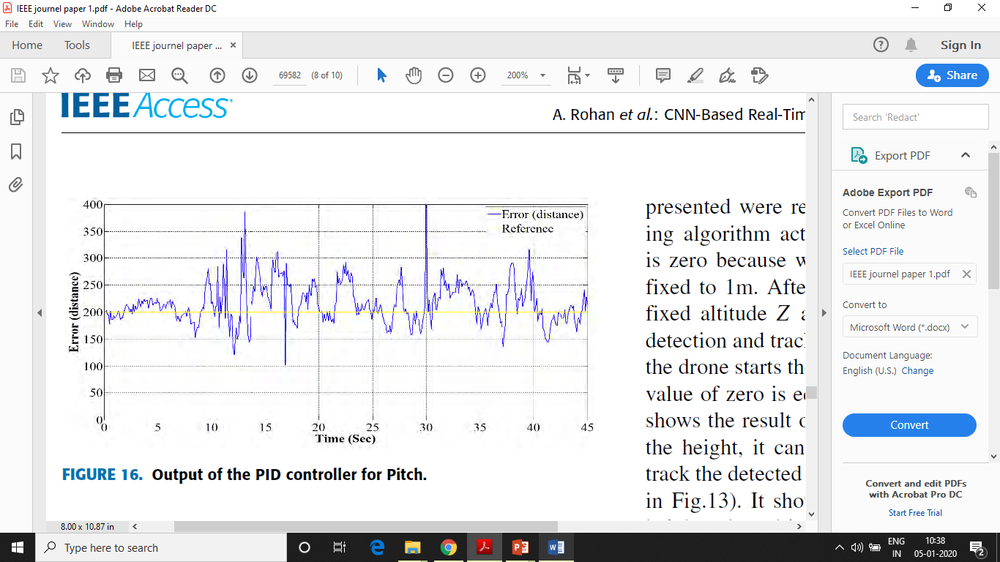 IEEE journel paper 1.pdf - Adobe Acrobat Reader DC
File Edit View Window Help
Home Tools IEEE journel paper ... ×
69582 (8 of 10) 200% Share
? Sign In
IEEE Access
A. Rohan et al.: CNN-Based Real-Tim
400
350
300
250
200
150
100
50
0
Error (distance)
Error (distance)
Reference
0 5 10 15 20 25 30 35 40 45
Time (Sec)
FIGURE 16. Output of the PID controller for Pitch.
presented were re
ing algorithm act
is zero because w
fixed to 1m. Afte
fixed altitude Z a
detection and trac
the drone starts th
value of zero is e
shows the result o
the height, it can
track the detected
in Fig.13). It sho
8.00 x 10.87 in
Search 'Redact'
Export PDF
Adobe Export PDF
Convert PDF Files to Word
or Excel Online
Select PDF File
IEEE journel paper 1.pdf
Convert to
Microsoft Word (*.docx)
Document Language:
English (U.S.) Change
Convert
Convert and edit PDFs
with Acrobat Pro DC
Start Free Trial
Type here to search
ENG
IN
10:38
05-01-2020
2